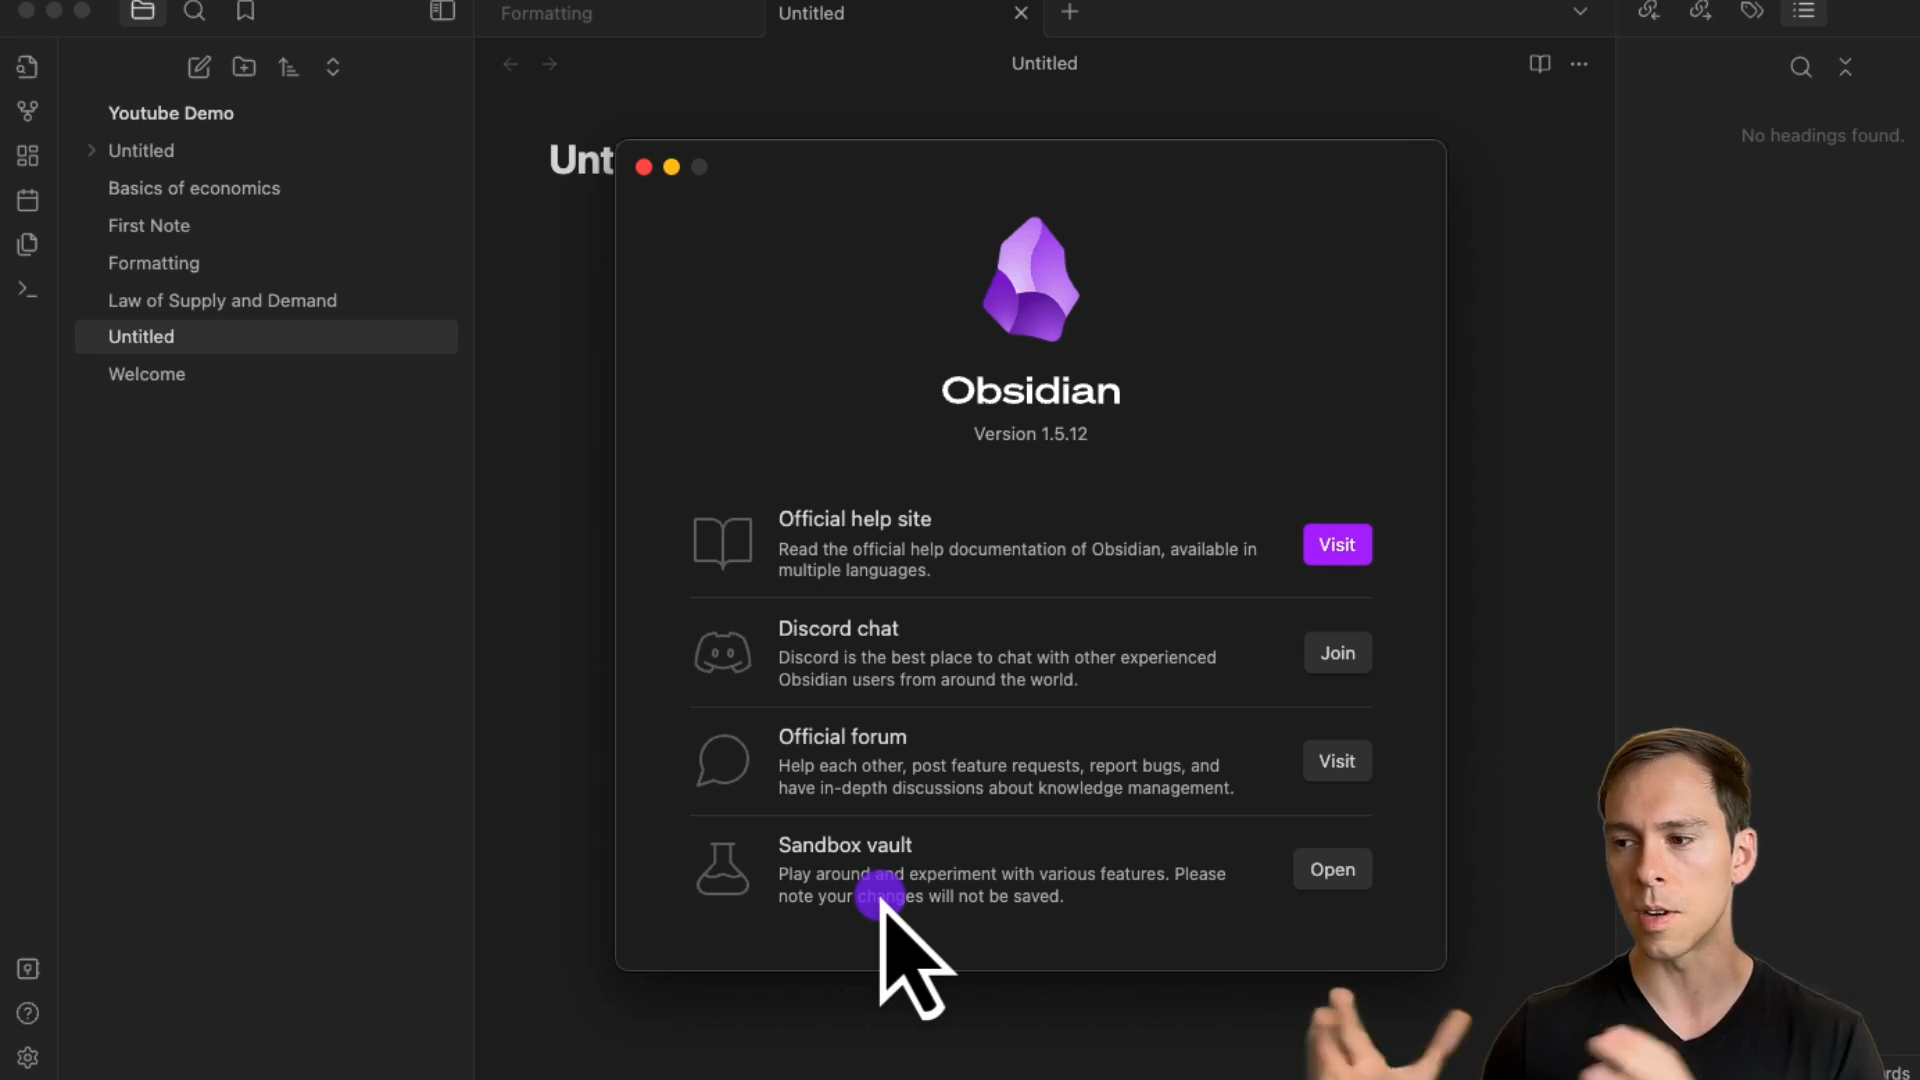 Formatting
Untitled
Untitled
No headings found.
Youtube Demo
Untitled
Basics of economics
First Note
Formatting
Law of Supply and Demand
Untitled
Welcome
Unt
Obsidian
Version 1.5.12
Official help site
Read the official help documentation of Obsidian, available in
multiple languages.
Visit
Discord chat
Discord is the best place to chat with other experienced
Obsidian users from around the world.
Join
Official forum
Help each other, post feature requests, report bugs, and
have in-depth discussions about knowledge management.
Visit
Sandbox vault
Play around and experiment with various features. Please
note your changes will not be saved.
Open
rds